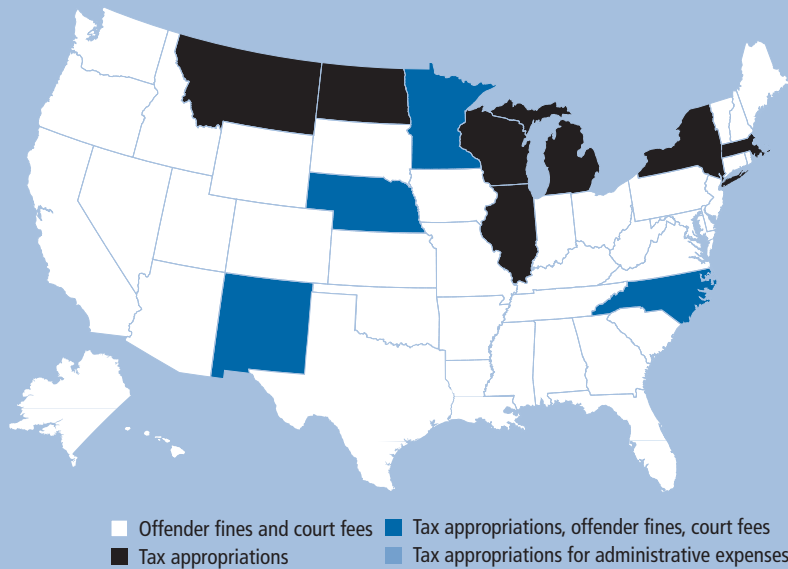 Offender fines and court fees
Tax appropriations
Tax appropriations, offender fines, court fees
Tax appropriations for administrative expenses